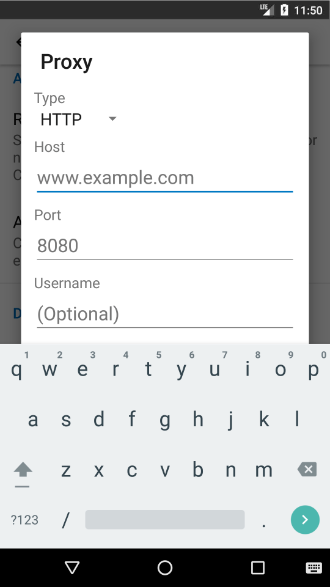 LTE 11:50
Proxy
Type
HTTP
Host
www.example.com
Port
8080
Username
(Optional)
1 2 3 4 5 6 7 8 9 0
q w e r t y u i o p
a s d f g h j k l
z x c v b n m
?123 / .